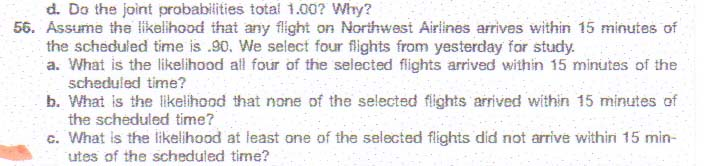 d. Do the joint probabilities total 1.00? Why?
56. Assume the likelihood that any flight on Northwest Airlines arrives within 15 minutes of
the scheduled time is .90. We select four flights from yesterday for study.
a. What is the likelihood all four of the selected flights arrived within 15 minutes of the
scheduled time?
b. What is the likelihood that none of the selected flights arrived within 15 minutes of
the scheduled time?
c. What is the likelihood at least one of the selected flights did not arrive within 15 min-
utes of the scheduled time?